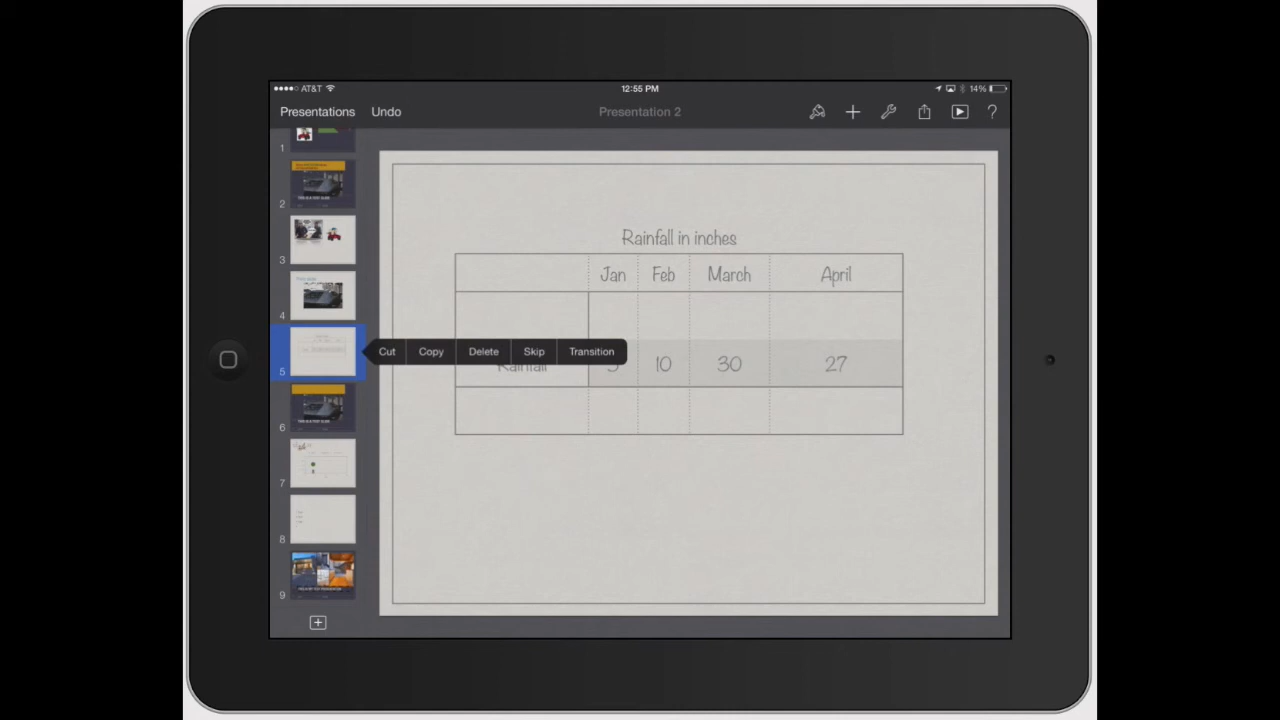 AT&T 12:55 PM 14%
Presentations Undo Presentation 2 ?
1
2
3
4
5
6
7
8
9
Rainfall in inches
Jan Feb March April
Cut Copy Delete Skip Transition
Rainfall 10 30 27